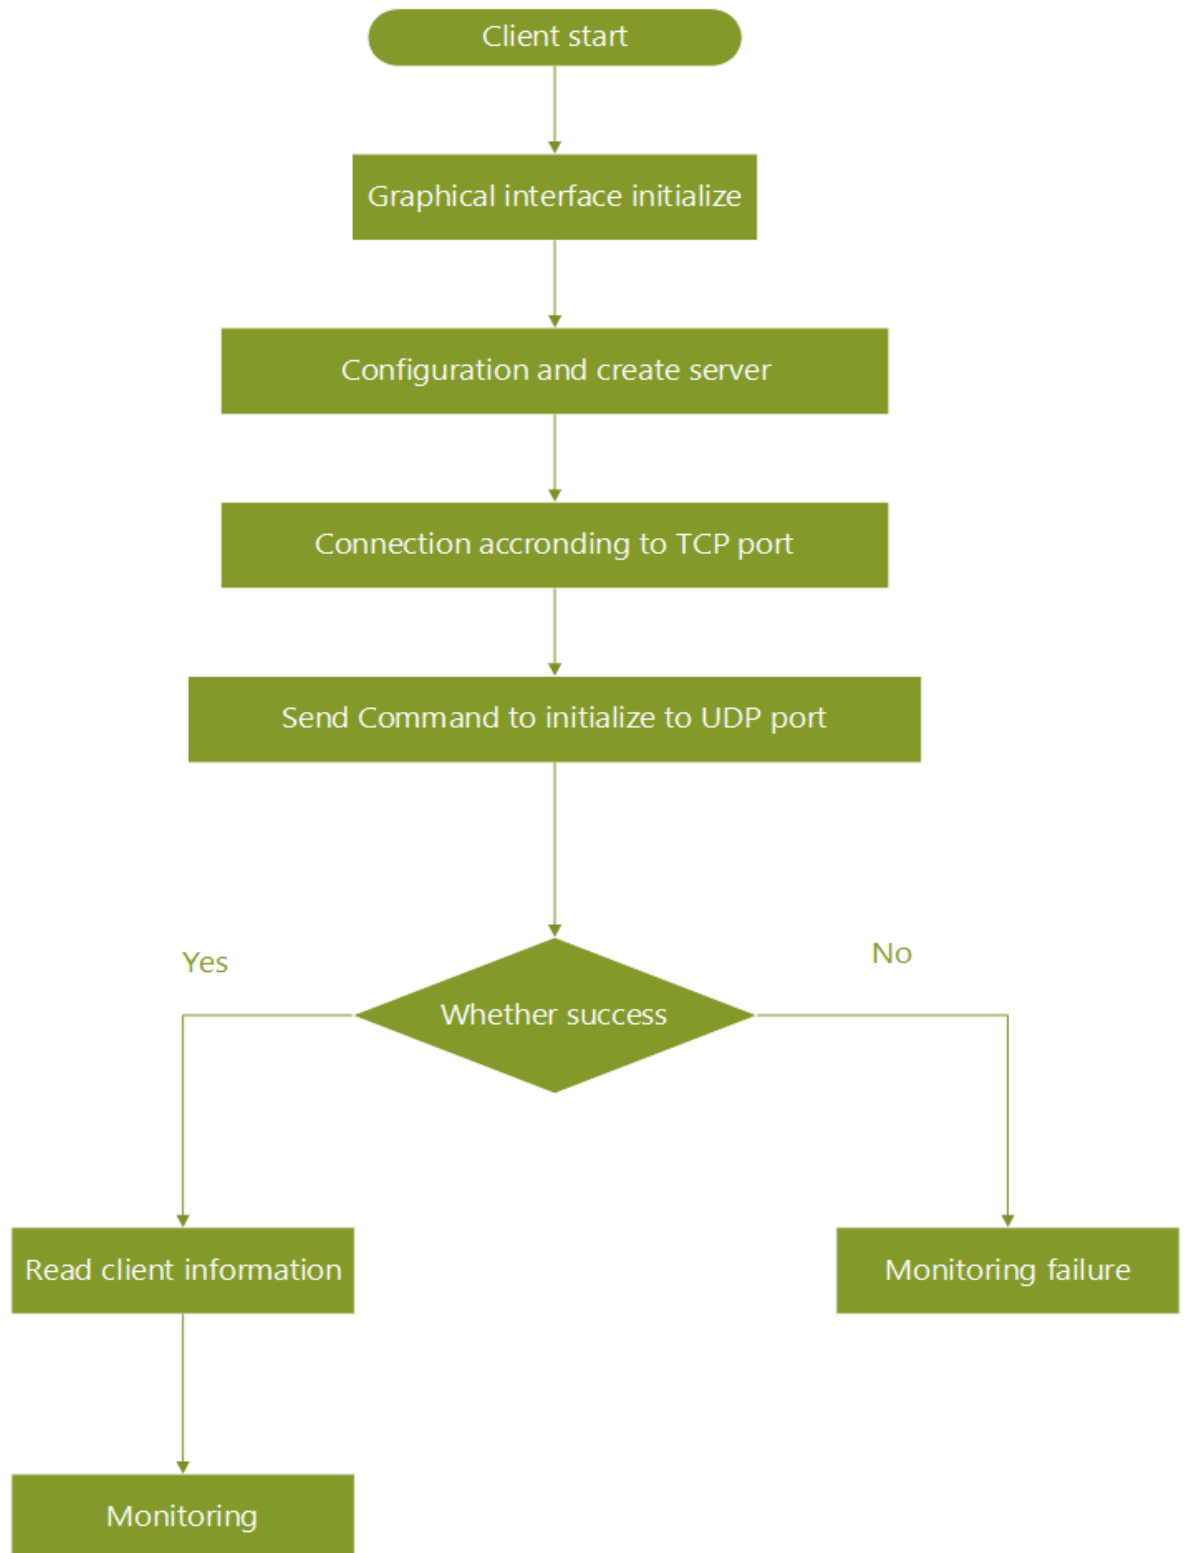 Client start
Graphical interface initialize
Configuration and create server
Connection accronding to TCP port
Send Command to initialize to UDP port
Yes
No
Whether success
Read client information
Monitoring failure
Monitoring